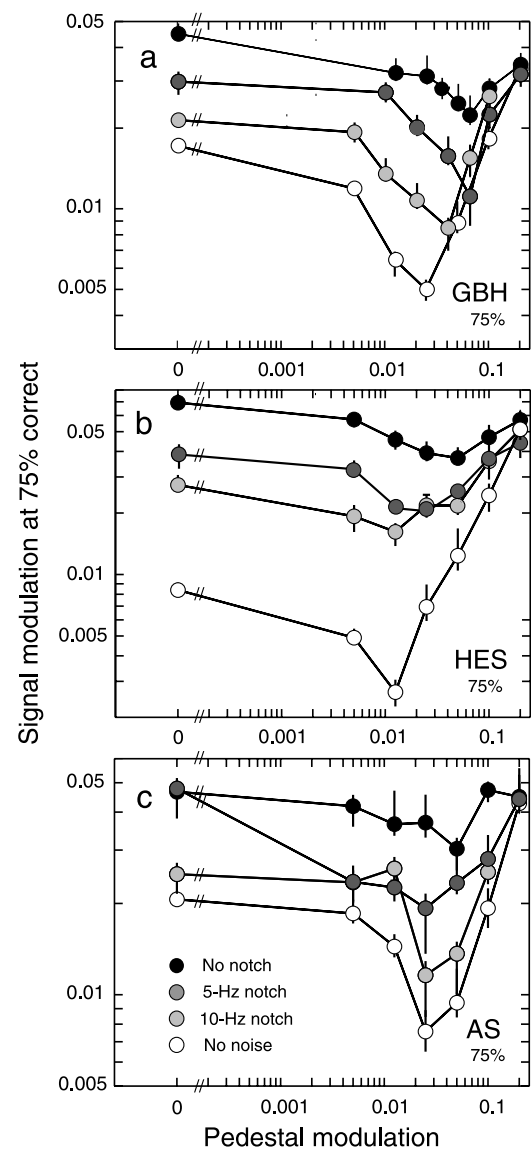 Signal modulation at 75% correct
a
0.01
0.005
GBH
75%
0 0.001 0.01 0.1
b
0.05
0.01
0.005
HES
75%
0 0.001 0.01 0.1
c
0.05
No notch
5-Hz notch
10-Hz notch
No noise
0.01
AS
75%
0.005
0 0.001 0.01 0.1
Pedestal modulation